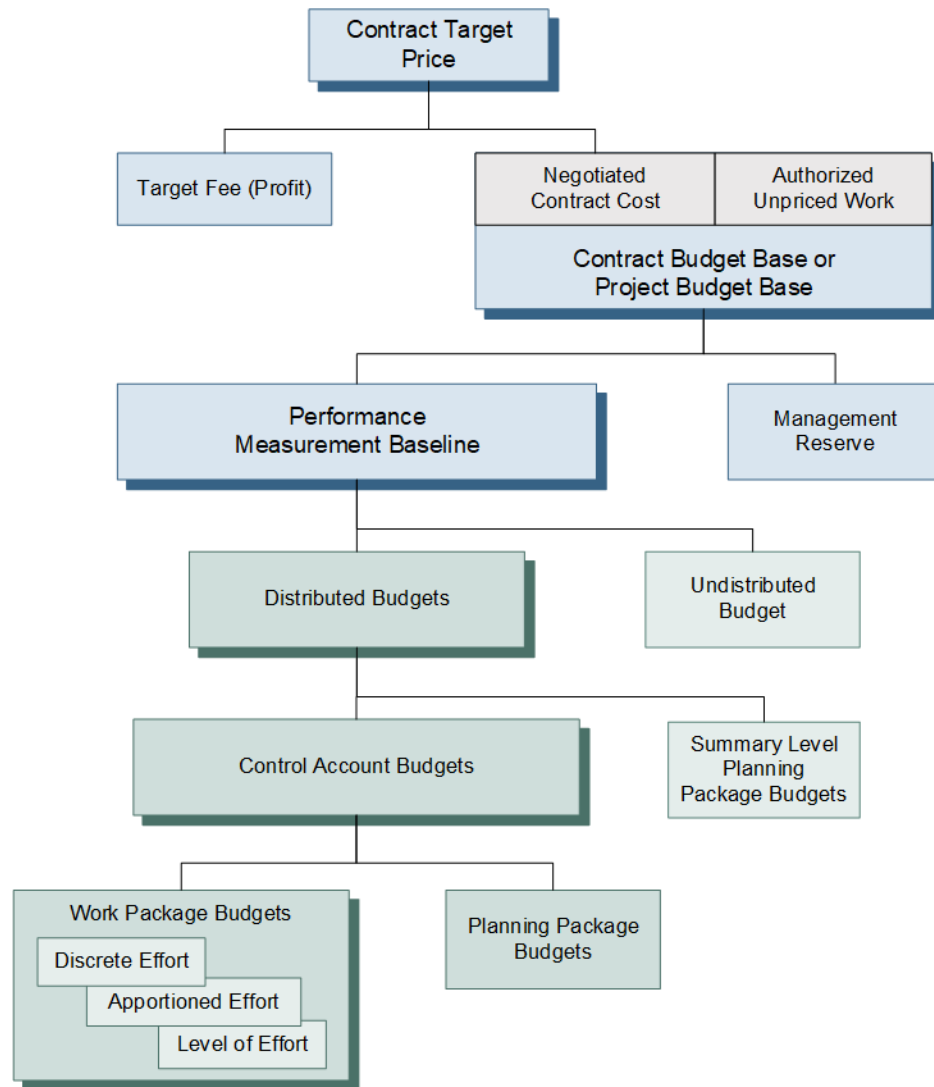 Contract Target
Price
Target Fee (Profit)
Negotiated
Contract Cost
Authorized
Unpriced Work
Contract Budget Base or
Project Budget Base
Performance
Measurement Baseline
Management
Reserve
Distributed Budgets
Undistributed
Budget
Control Account Budgets
Summary Level
Planning
Package Budgets
Work Package Budgets
Discrete Effort
Apportioned Effort
Level of Effort
Planning Package
Budgets